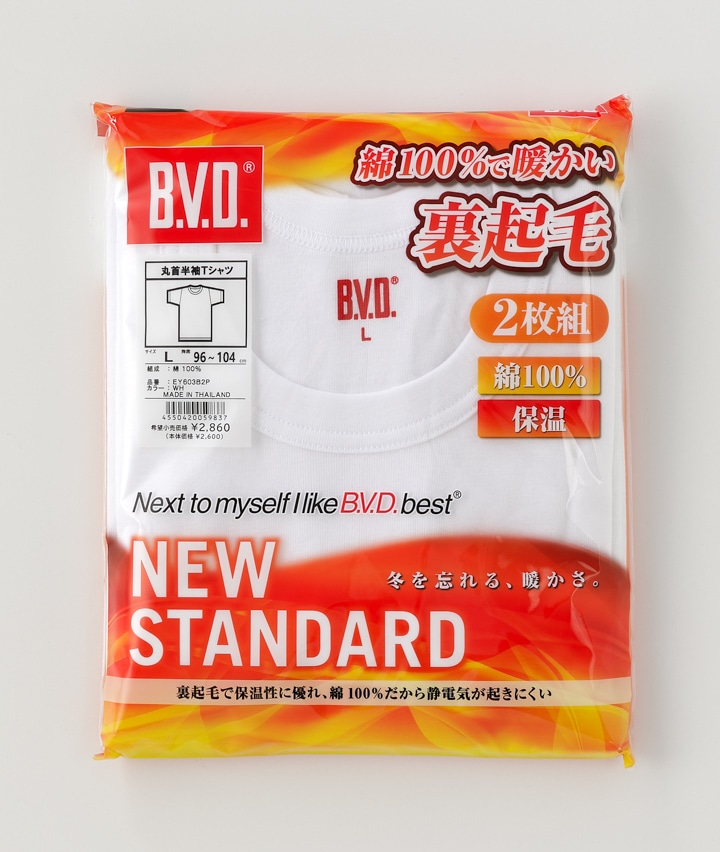 B.V.D.®
綿100%で暖かい
裏起毛
2枚組
綿100%
保温
丸首半袖Tシャツ
サイズ L 胸囲 96~104 cm
組成 : 綿 100%
品番 : EY603B2P
カラー : WH
MADE IN THAILAND
4550420059837
希望小売価格 ¥2,860
(本体価格 ¥2,600)
B.V.D.®
L
Next to myself I like B.V.D. best®
NEW
STANDARD
冬を忘れる、暖かさ。
裏起毛で保温性に優れ、綿100%だから静電気が起きにくい